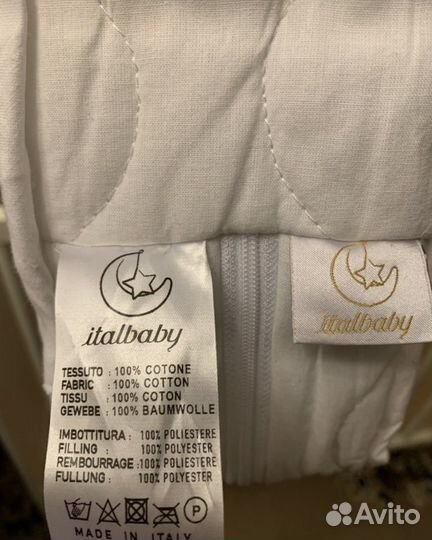 italbaby
italbaby
TESSUTO : 100% COTONE
FABRIC : 100% COTTON
TISSU : 100% COTON
GEWEBE : 100% BAUMWOLLE
IMBOTTITURA : 100% POLIESTERE
FILLING : 100% POLYESTER
REMBOURRAGE : 100% POLYESTER
FULLUNG : 100% POLYESTER
P
MADE IN ITALY
Avito